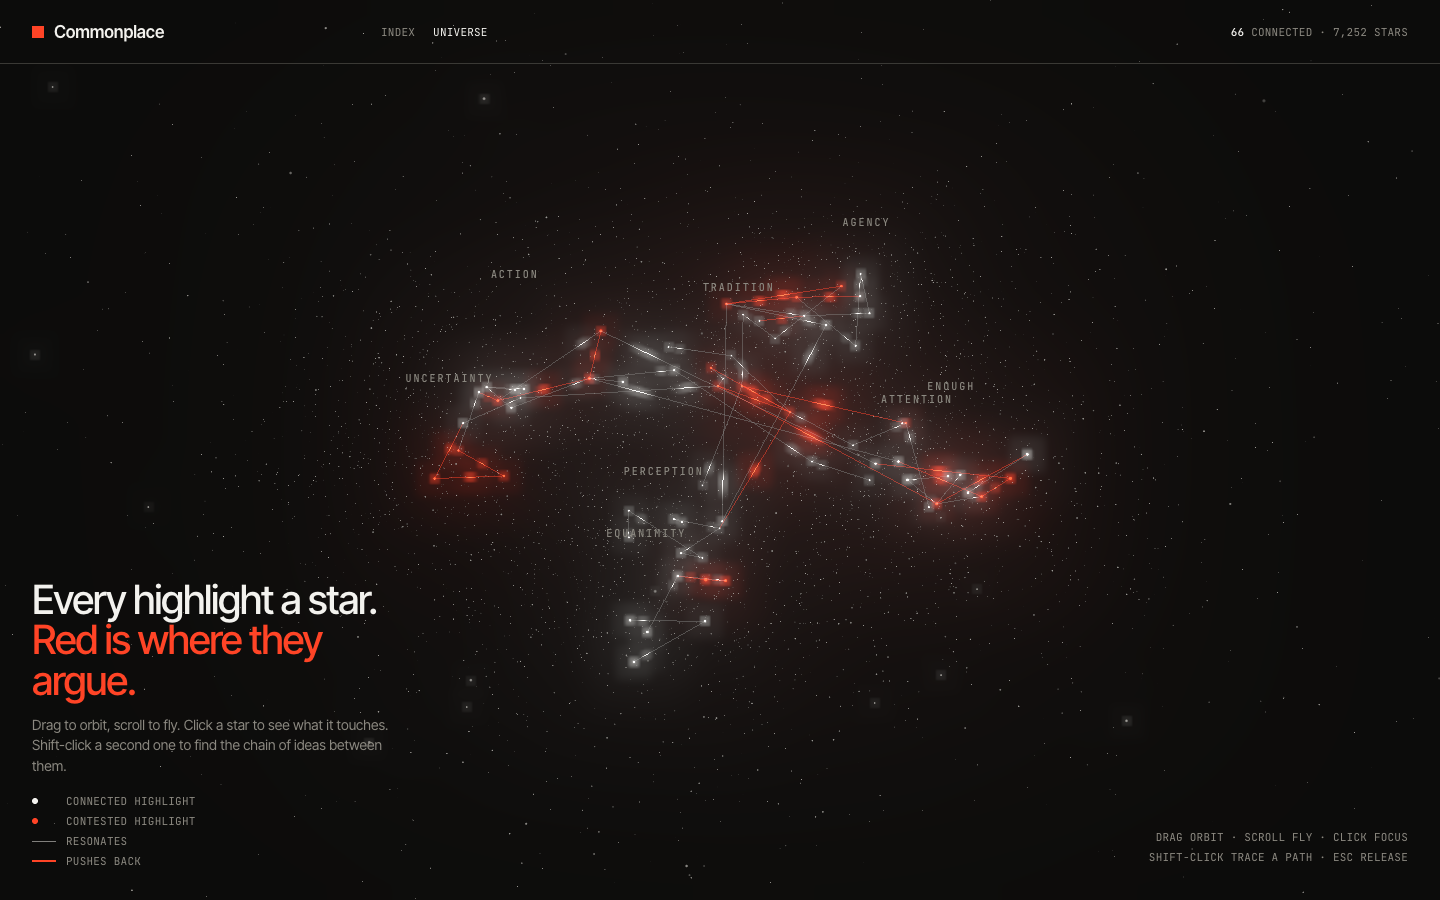 Commonplace
INDEX UNIVERSE
66 CONNECTED · 7,252 STARS
AGENCY
ACTION
TRADITION
UNCERTAINTY
ENOUGH
ATTENTION
PERCEPTION
EQUANIMITY
Every highlight a star.
Red is where they
argue.
Drag to orbit, scroll to fly. Click a star to see what it touches.
Shift-click a second one to find the chain of ideas between
them.
CONNECTED HIGHLIGHT
CONTESTED HIGHLIGHT
RESONATES
PUSHES BACK
DRAG ORBIT · SCROLL FLY · CLICK FOCUS
SHIFT-CLICK TRACE A PATH · ESC RELEASE